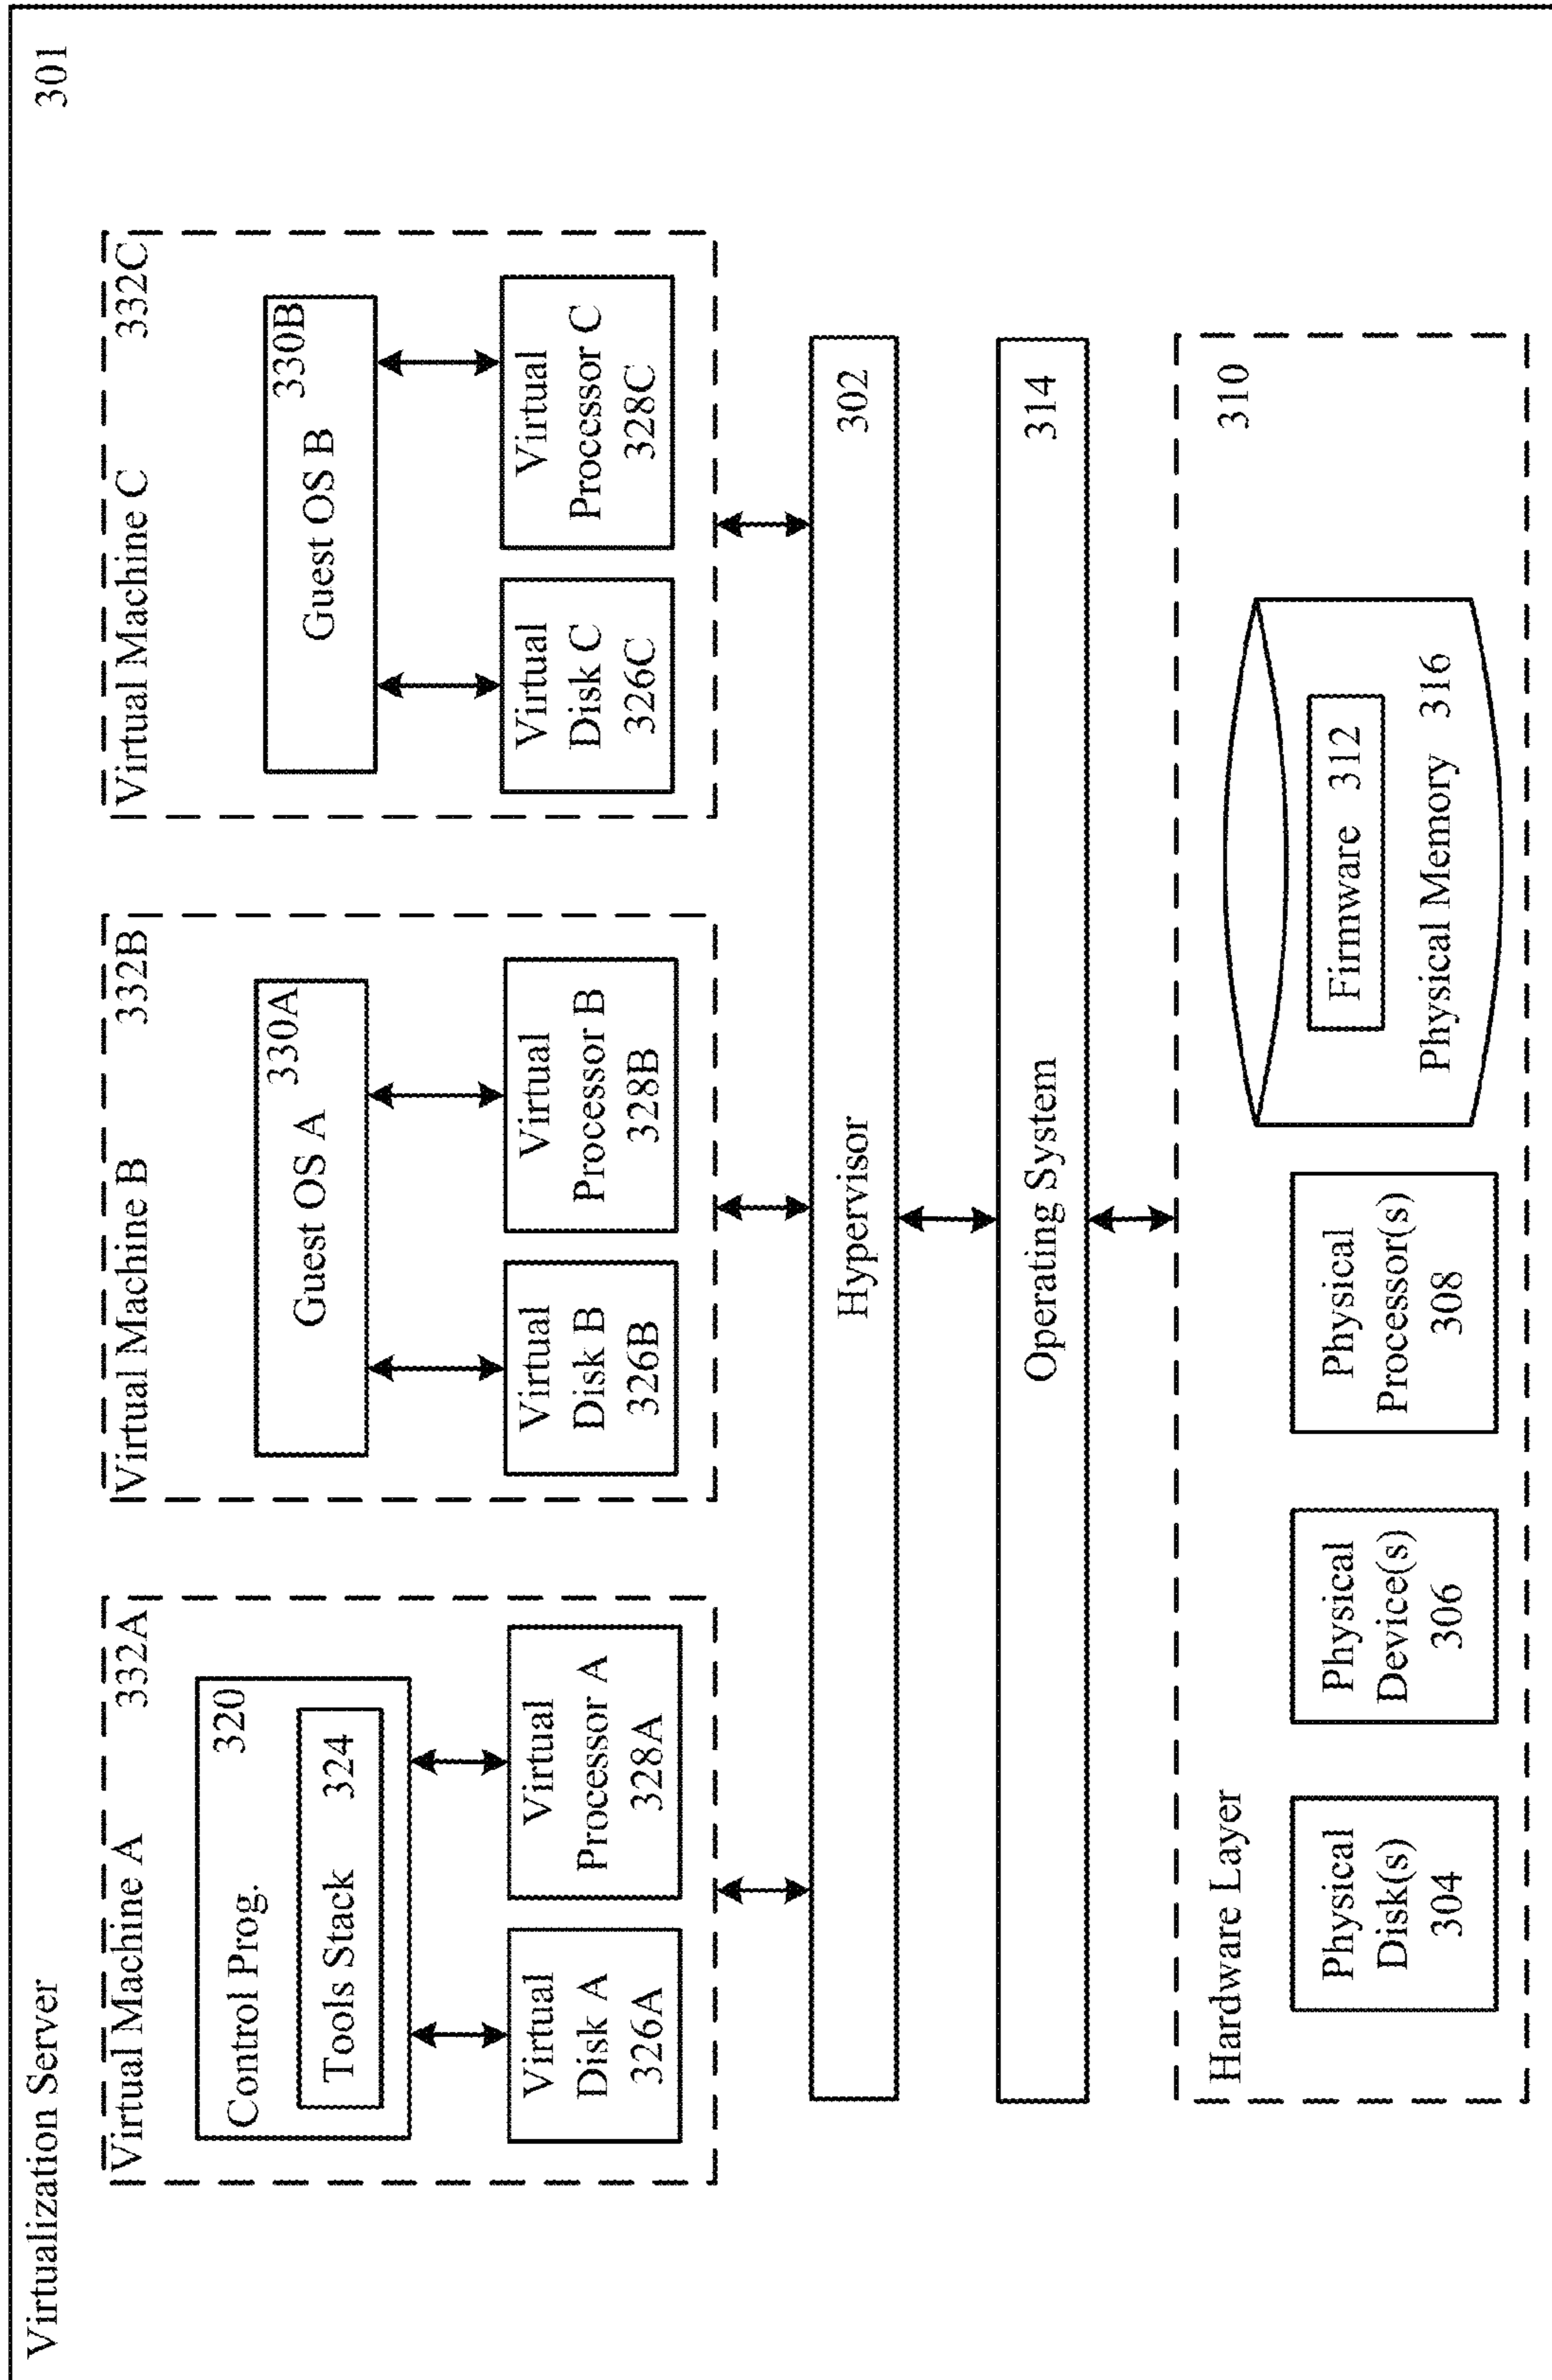 Virtualization Server
301
Virtual Machine A 332A
Control Prog. 320
Tools Stack 324
Virtual
Disk A
326A
Virtual
Processor A
328A
Virtual Machine B 332B
330A
Guest OS A
Virtual
Disk B
326B
Virtual
Processor B
328B
Virtual Machine C 332C
330B
Guest OS B
Virtual
Disk C
326C
Virtual
Processor C
328C
Hypervisor 302
Operating System 314
Hardware Layer 310
Physical
Disk(s)
304
Physical
Device(s)
306
Physical
Processor(s)
308
Firmware 312
Physical Memory 316